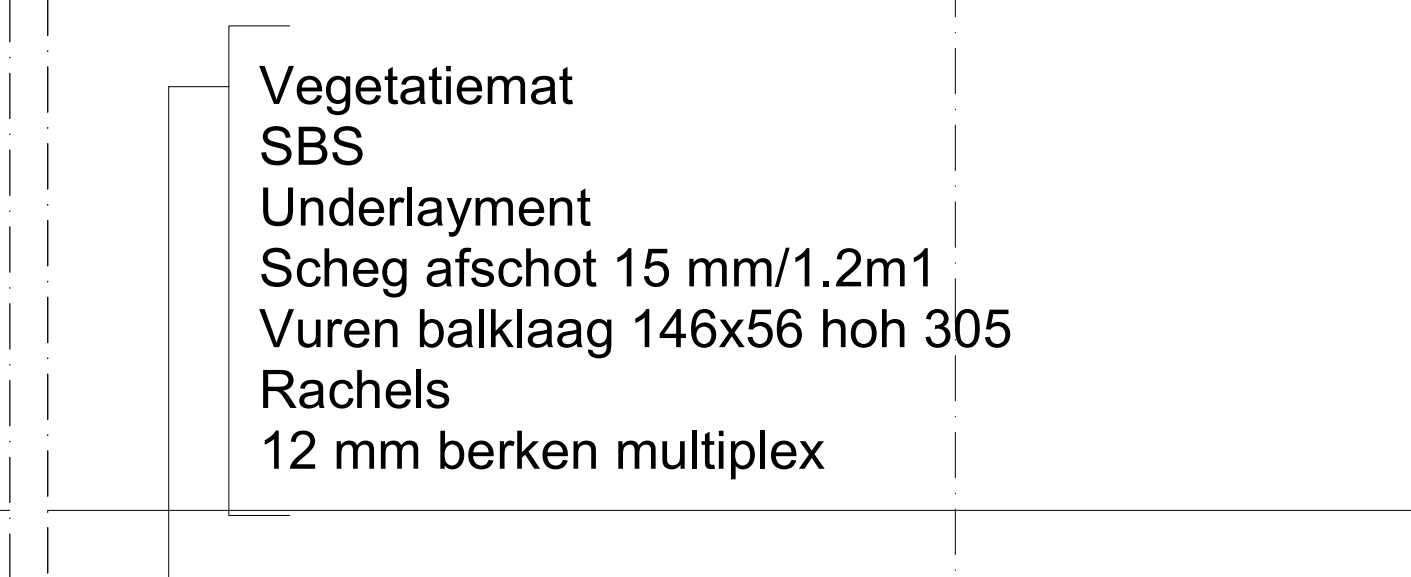 Vegetatiemat
SBS
Underlayment
Scheg afschot 15 mm/1.2m1
Vuren balklaag 146x56 hoh 305
Rachels
12 mm berken multiplex